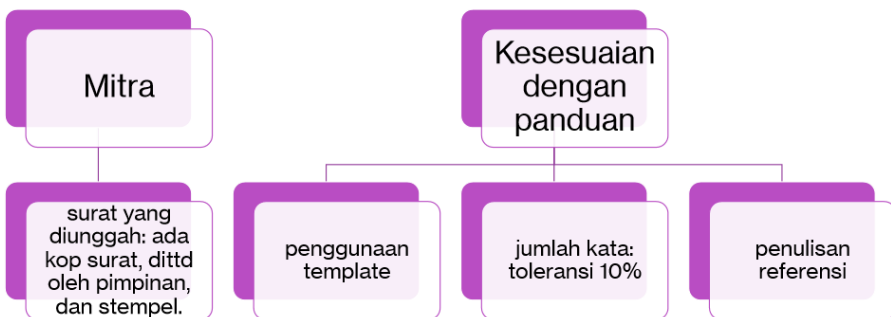 Mitra
Kesesuaian
dengan
panduan
surat yang
diunggah: ada
kop surat, dittd
oleh pimpinan,
dan stempel.
penggunaan
template
jumlah kata:
toleransi 10%
penulisan
referensi